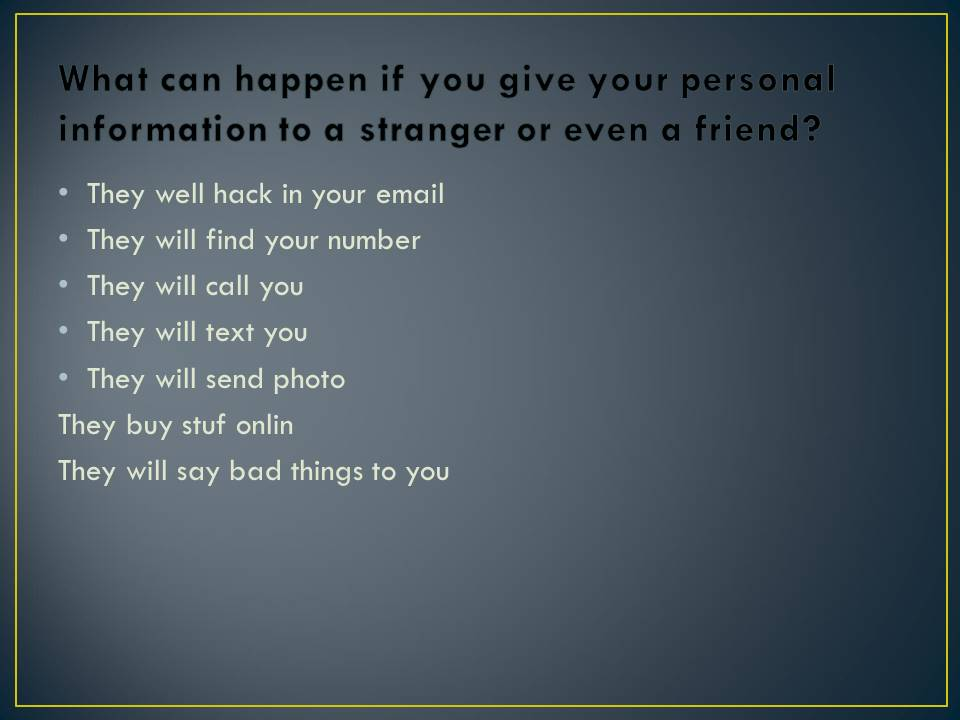 What can happen if you give your personal
information to a stranger or even a friend?
• They well hack in your email
• They will find your number
• They will call you
• They will text you
• They will send photo
They buy stuf onlin
They will say bad things to you